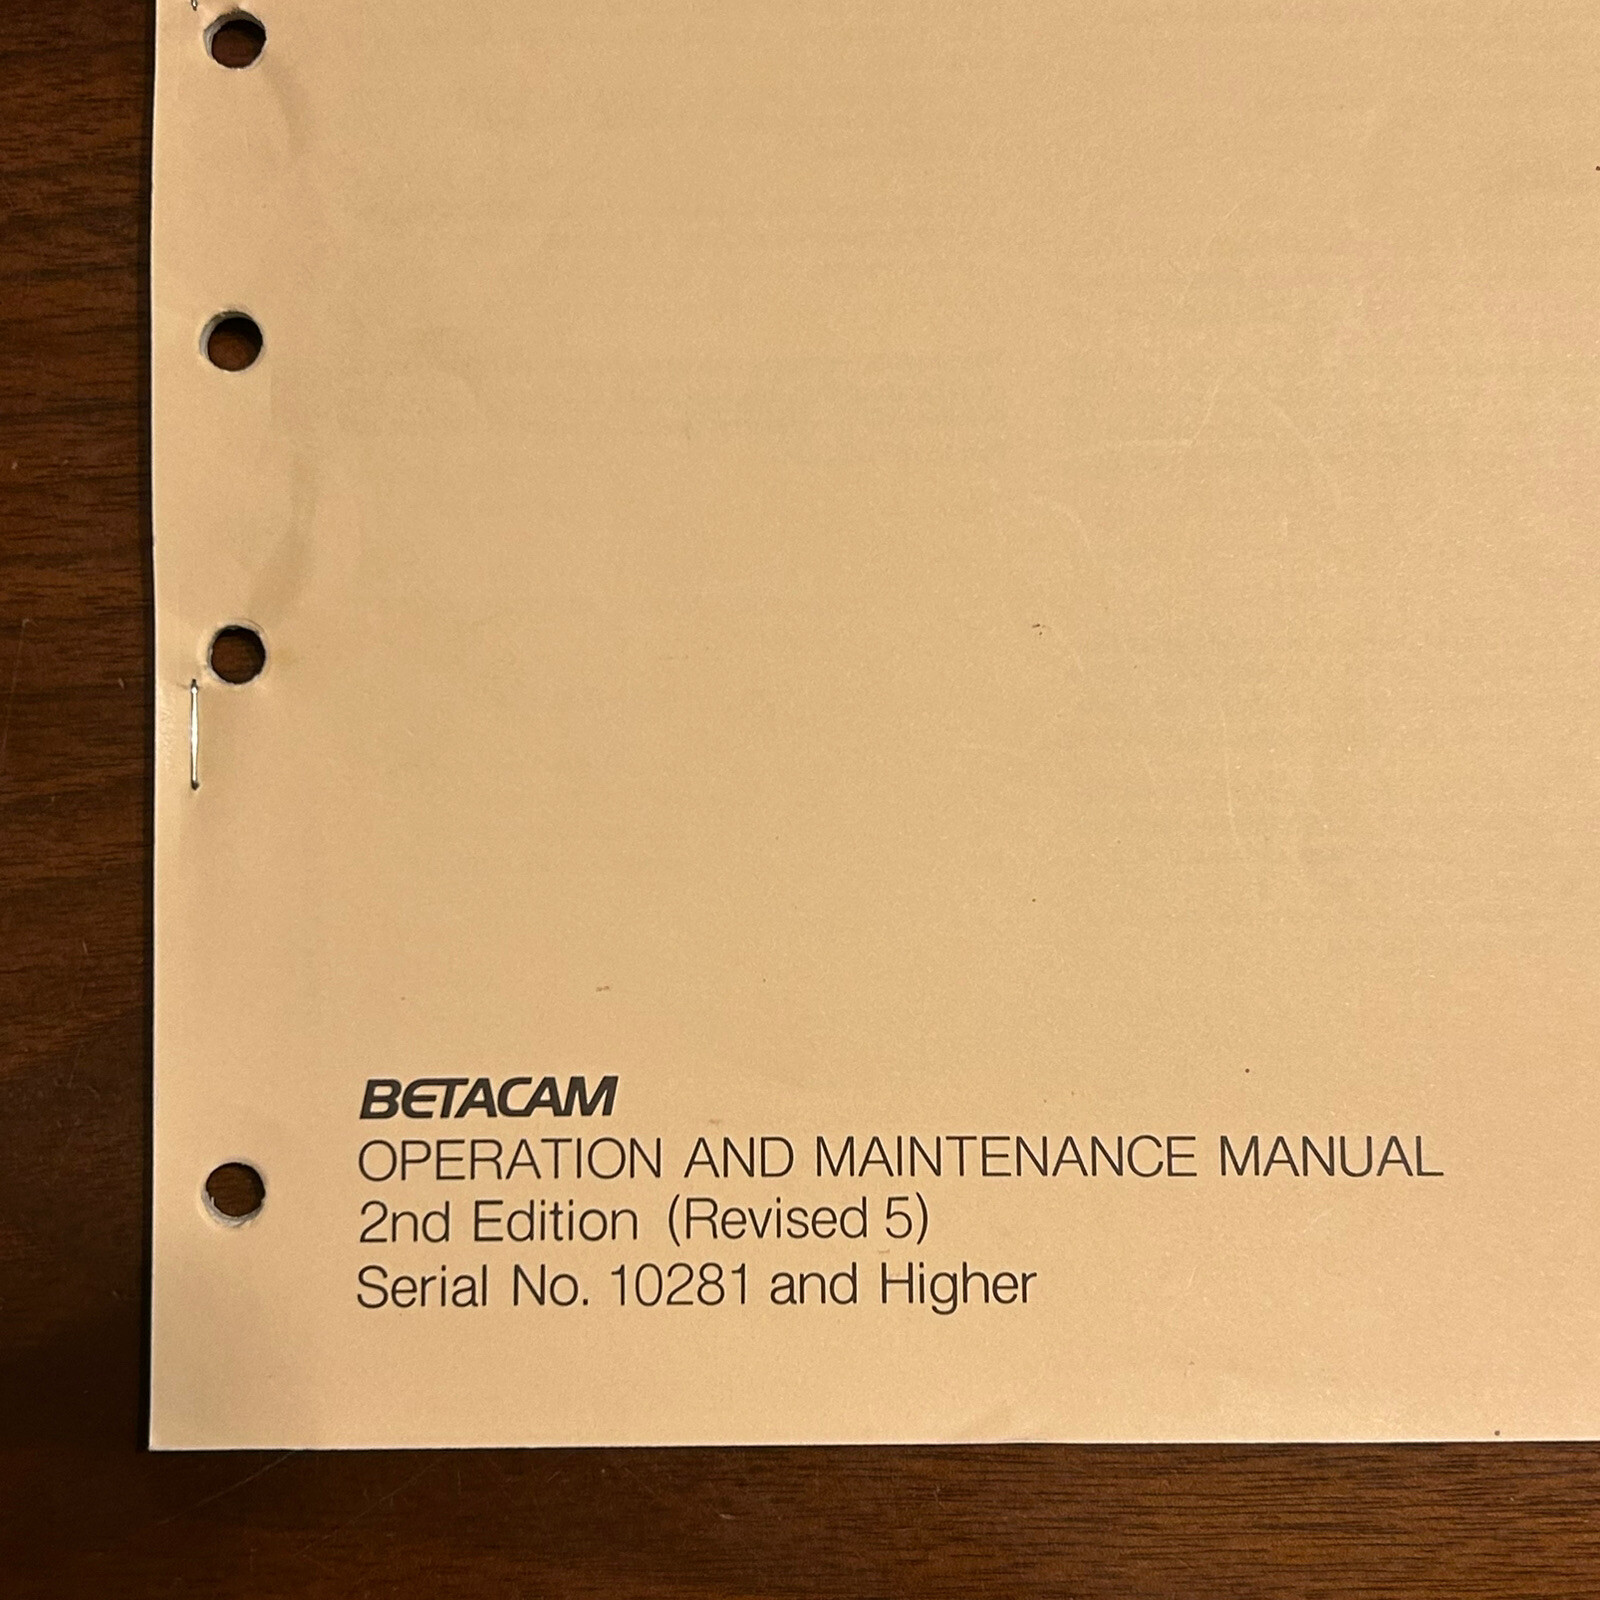 BETACAM
OPERATION AND MAINTENANCE MANUAL
2nd Edition (Revised 5)
Serial No. 10281 and Higher